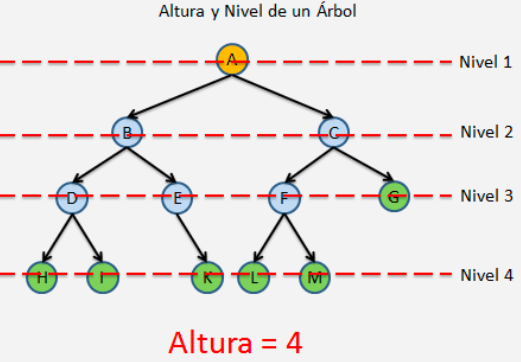 Altura y Nivel de un Árbol
A Nivel 1
B C Nivel 2
D E F G Nivel 3
H I K L M Nivel 4
Altura = 4